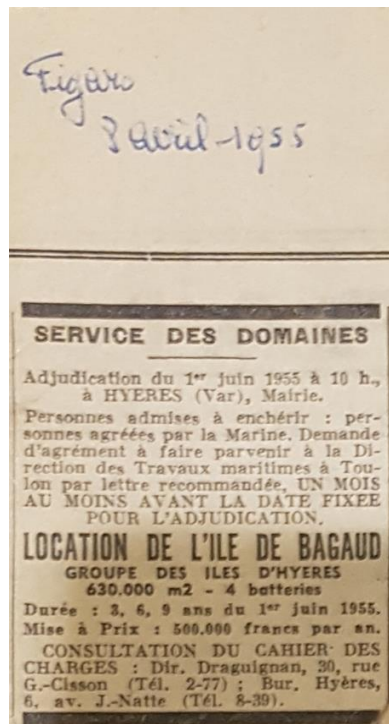 Figaro
8 avril - 1955
SERVICE DES DOMAINES
Adjudication du 1er juin 1955 à 10 h.,
à HYERES (Var), Mairie.
Personnes admises à enchérir : per-
sonnes agréées par la Marine. Demande
d'agrément à faire parvenir à la Di-
rection des Travaux maritimes à Tou-
lon par lettre recommandée, UN MOIS
AU MOINS AVANT LA DATE FIXEE
POUR L'ADJUDICATION.
LOCATION DE L'ILE DE BAGAUD
GROUPE DES ILES D'HYERES
630.000 m2 - 4 batteries
Durée : 3, 6, 9 ans du 1er juin 1955.
Mise à Prix : 500.000 francs par an.
CONSULTATION DU CAHIER DES
CHARGES : Dir. Draguignan, 30, rue
G.-Cisson (Tél. 2-77) ; Bur. Hyères,
6, av. J.-Natte (Tél. 8-39).